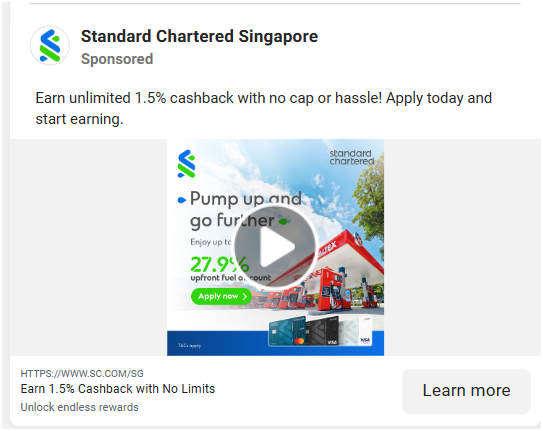 Standard Chartered Singapore
Sponsored
Earn unlimited 1.5% cashback with no cap or hassle! Apply today and
start earning.
standard
chartered
Pump up and
go further
Enjoy up to
27.9%
upfront fuel discount
Apply now
T&Cs apply
VISA
HTTPS://WWW.SC.COM/SG
Earn 1.5% Cashback with No Limits
Unlock endless rewards
Learn more